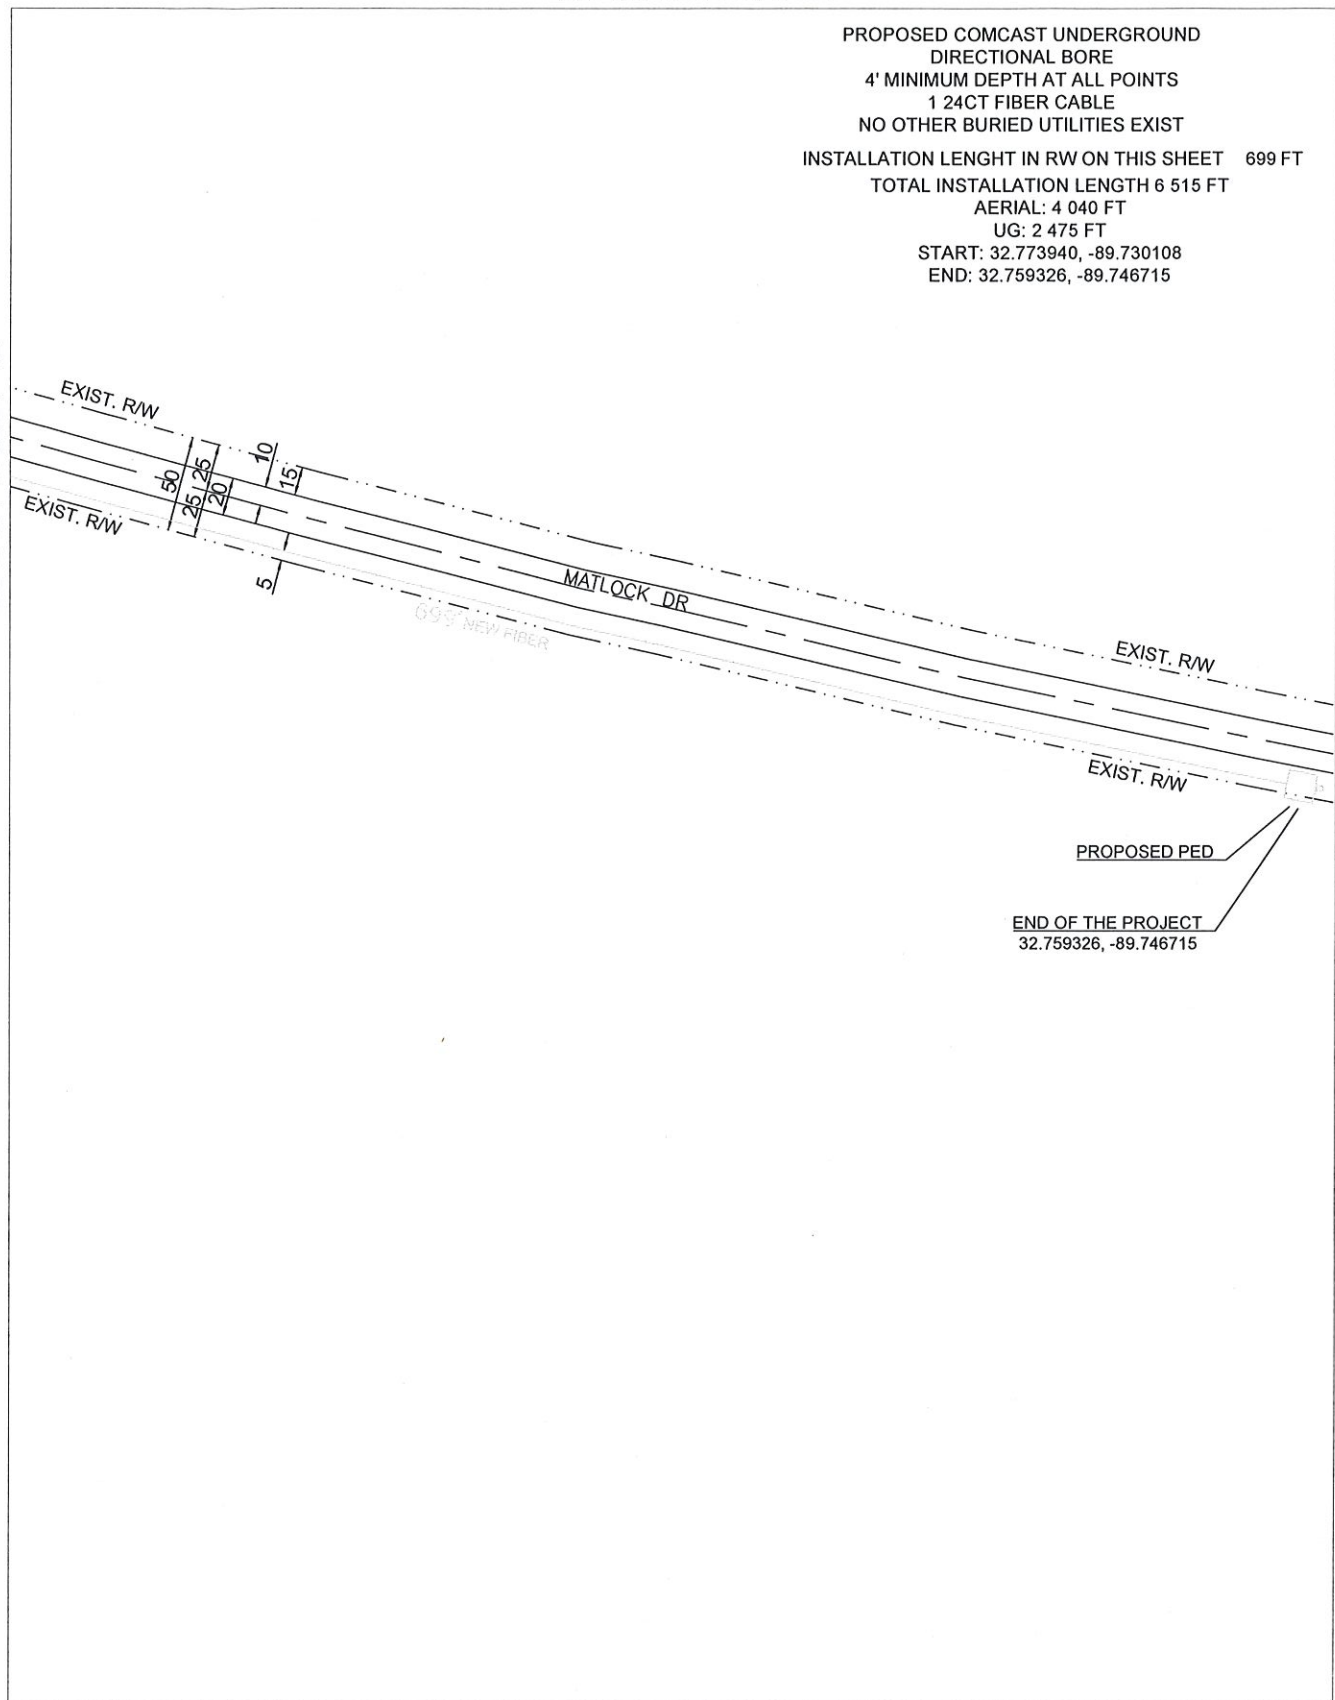 PROPOSED COMCAST UNDERGROUND
DIRECTIONAL BORE
4' MINIMUM DEPTH AT ALL POINTS
1 24CT FIBER CABLE
NO OTHER BURIED UTILITIES EXIST
INSTALLATION LENGHT IN RW ON THIS SHEET 699 FT
TOTAL INSTALLATION LENGTH 6 515 FT
AERIAL: 4 040 FT
UG: 2 475 FT
START: 32.773940, -89.730108
END: 32.759326, -89.746715
EXIST. R/W
50
25
25
20
10
15
EXIST. R/W
5
MATLOCK DR
699' NEW FIBER
EXIST. R/W
EXIST. R/W
PROPOSED PED
END OF THE PROJECT
32.759326, -89.746715